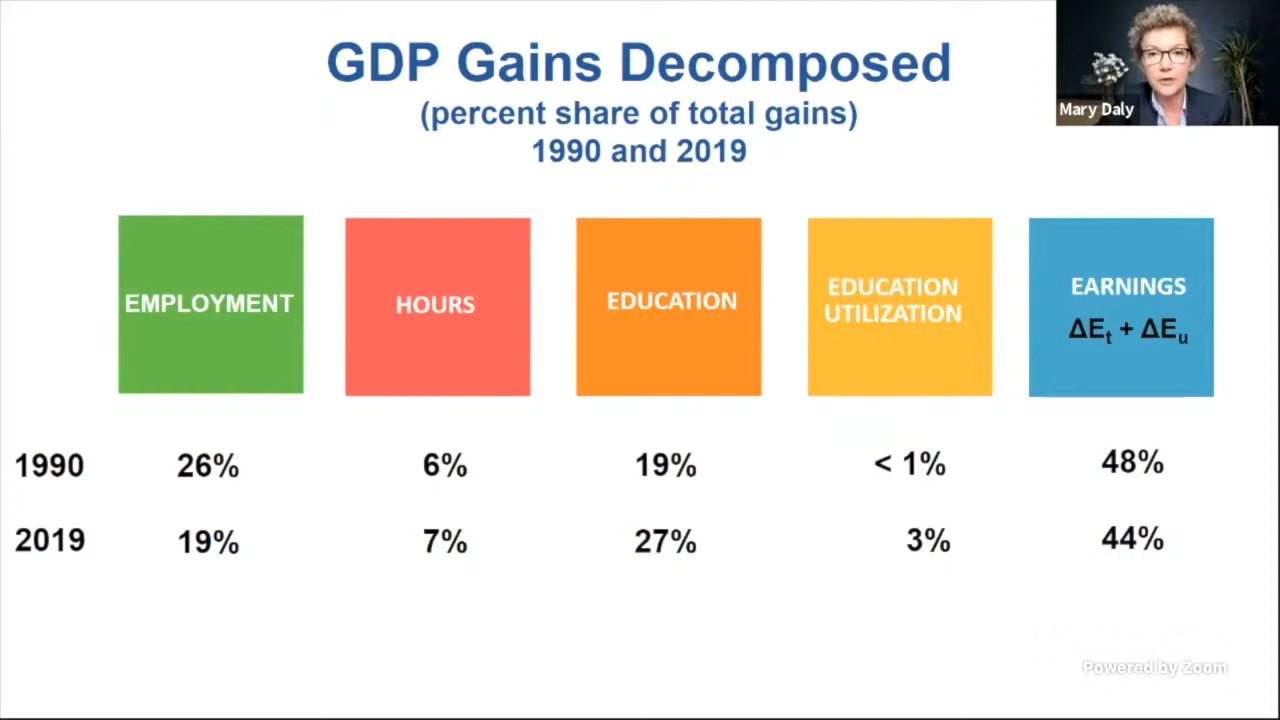 GDP Gains Decomposed
(percent share of total gains)
1990 and 2019
Mary Daly
EMPLOYMENT
HOURS
EDUCATION
EDUCATION
UTILIZATION
EARNINGS
ΔEt + ΔEu
1990 26% 6% 19% < 1% 48%
2019 19% 7% 27% 3% 44%
Powered by Zoom